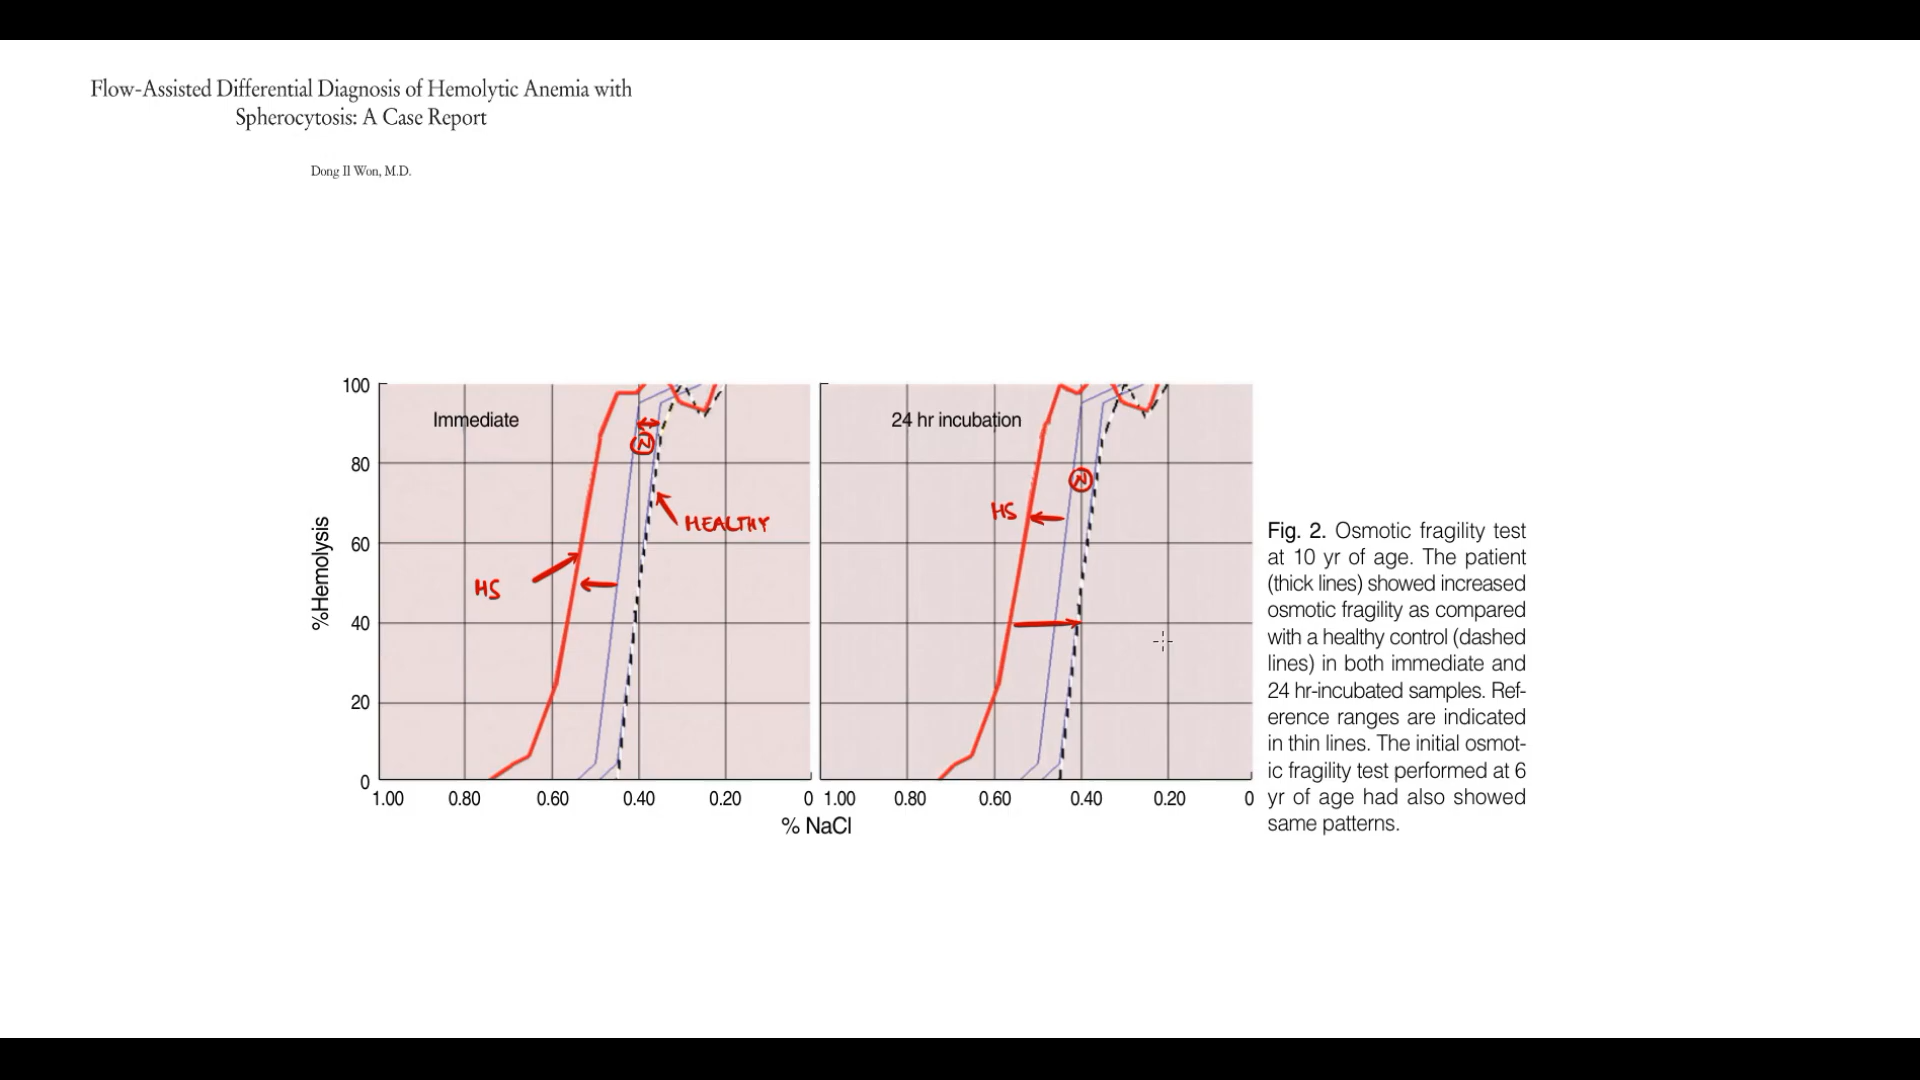 Flow-Assisted Differential Diagnosis of Hemolytic Anemia with
Spherocytosis: A Case Report
Dong Il Won, M.D.
%Hemolysis
100
80
60
40
20
0
Immediate
N
HEALTHY
HS
1.00 0.80 0.60 0.40 0.20 0
24 hr incubation
N
HS
1.00 0.80 0.60 0.40 0.20 0
% NaCl
Fig. 2. Osmotic fragility test
at 10 yr of age. The patient
(thick lines) showed increased
osmotic fragility as compared
with a healthy control (dashed
lines) in both immediate and
24 hr-incubated samples. Ref-
erence ranges are indicated
in thin lines. The initial osmot-
ic fragility test performed at 6
yr of age had also showed
same patterns.